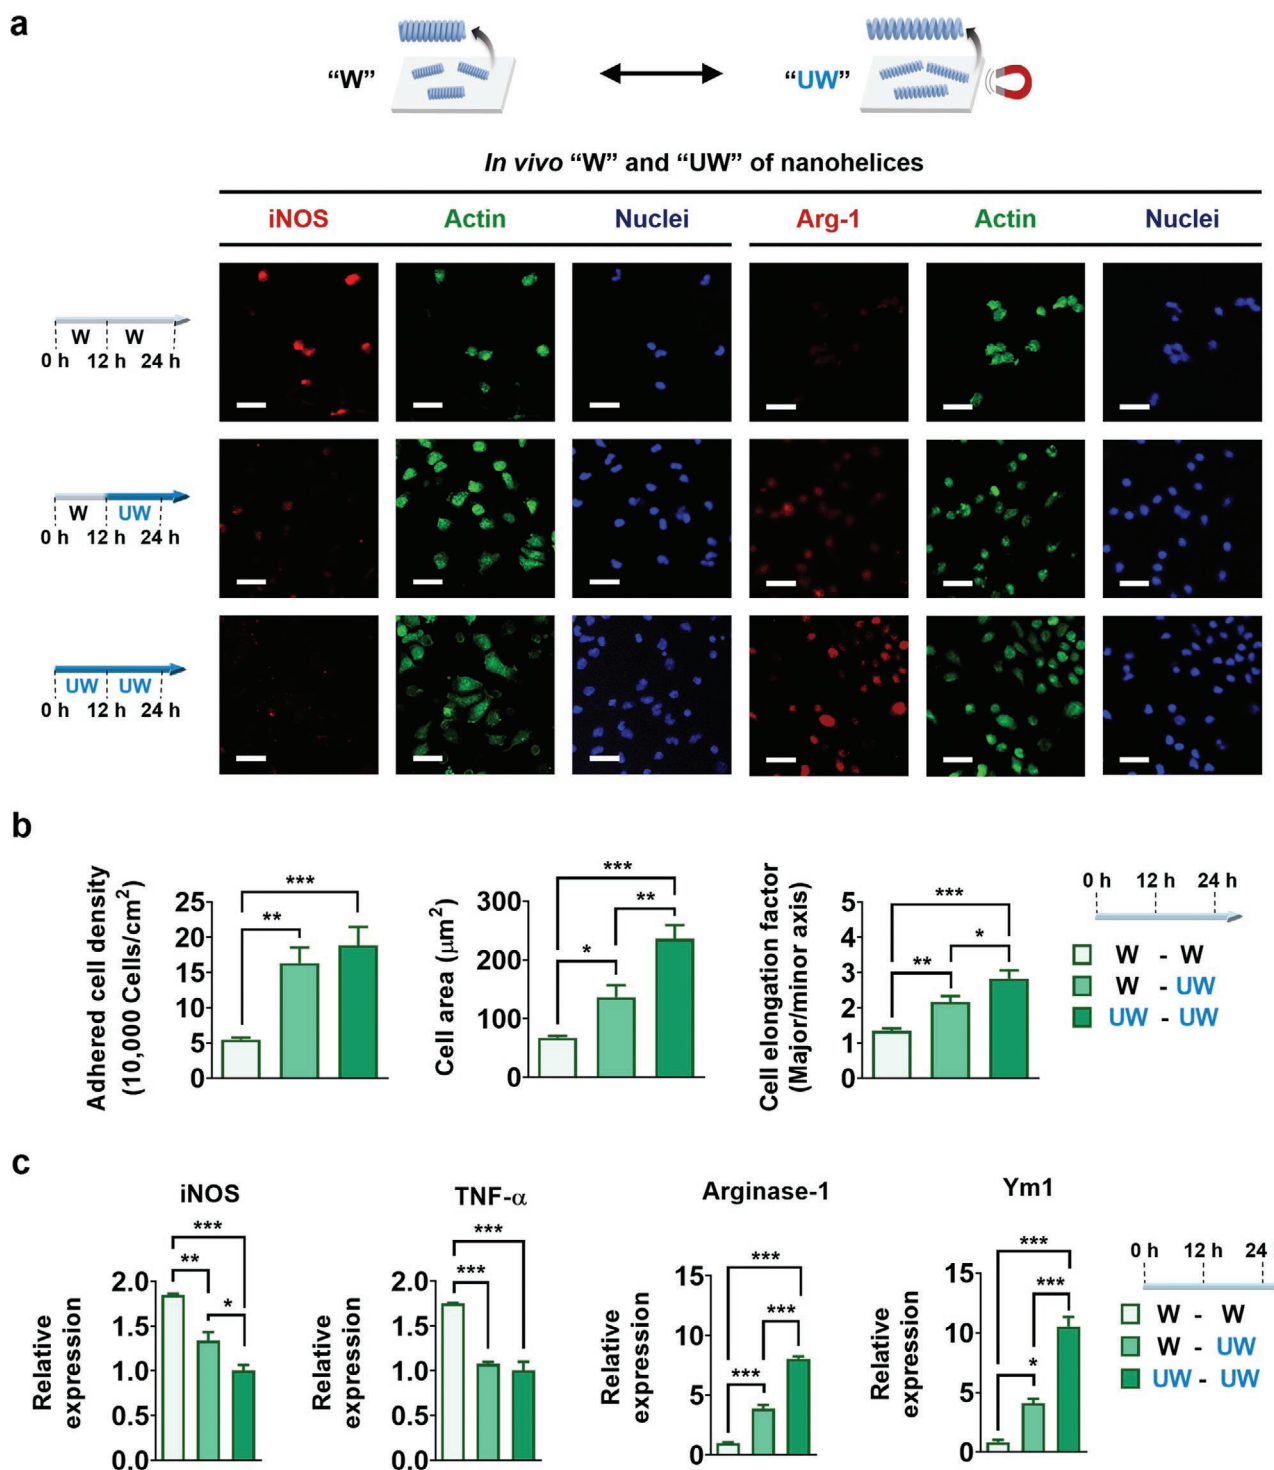 a
“W”
“UW”
In vivo “W” and “UW” of nanohelices
iNOS Actin Nuclei Arg-1 Actin Nuclei
W W
0 h 12 h 24 h
W UW
0 h 12 h 24 h
UW UW
0 h 12 h 24 h
b
Adhered cell density
(10,000 Cells/cm²)
25
20
15
10
5
0
**
***
Cell area (μm²)
300
200
100
0
*
**
***
Cell elongation factor
(Major/minor axis)
5
4
3
2
1
0
**
*
***
0 h 12 h 24 h
W - W
W - UW
UW - UW
c
iNOS
Relative
expression
2.0
1.5
1.0
0.5
0.0
***
**
*
TNF-α
Relative
expression
2.0
1.5
1.0
0.5
0.0
***
***
Arginase-1
Relative
expression
15
10
5
0
***
***
***
Ym1
Relative
expression
15
10
5
0
***
***
*
0 h 12 h 24
W - W
W - UW
UW - UW